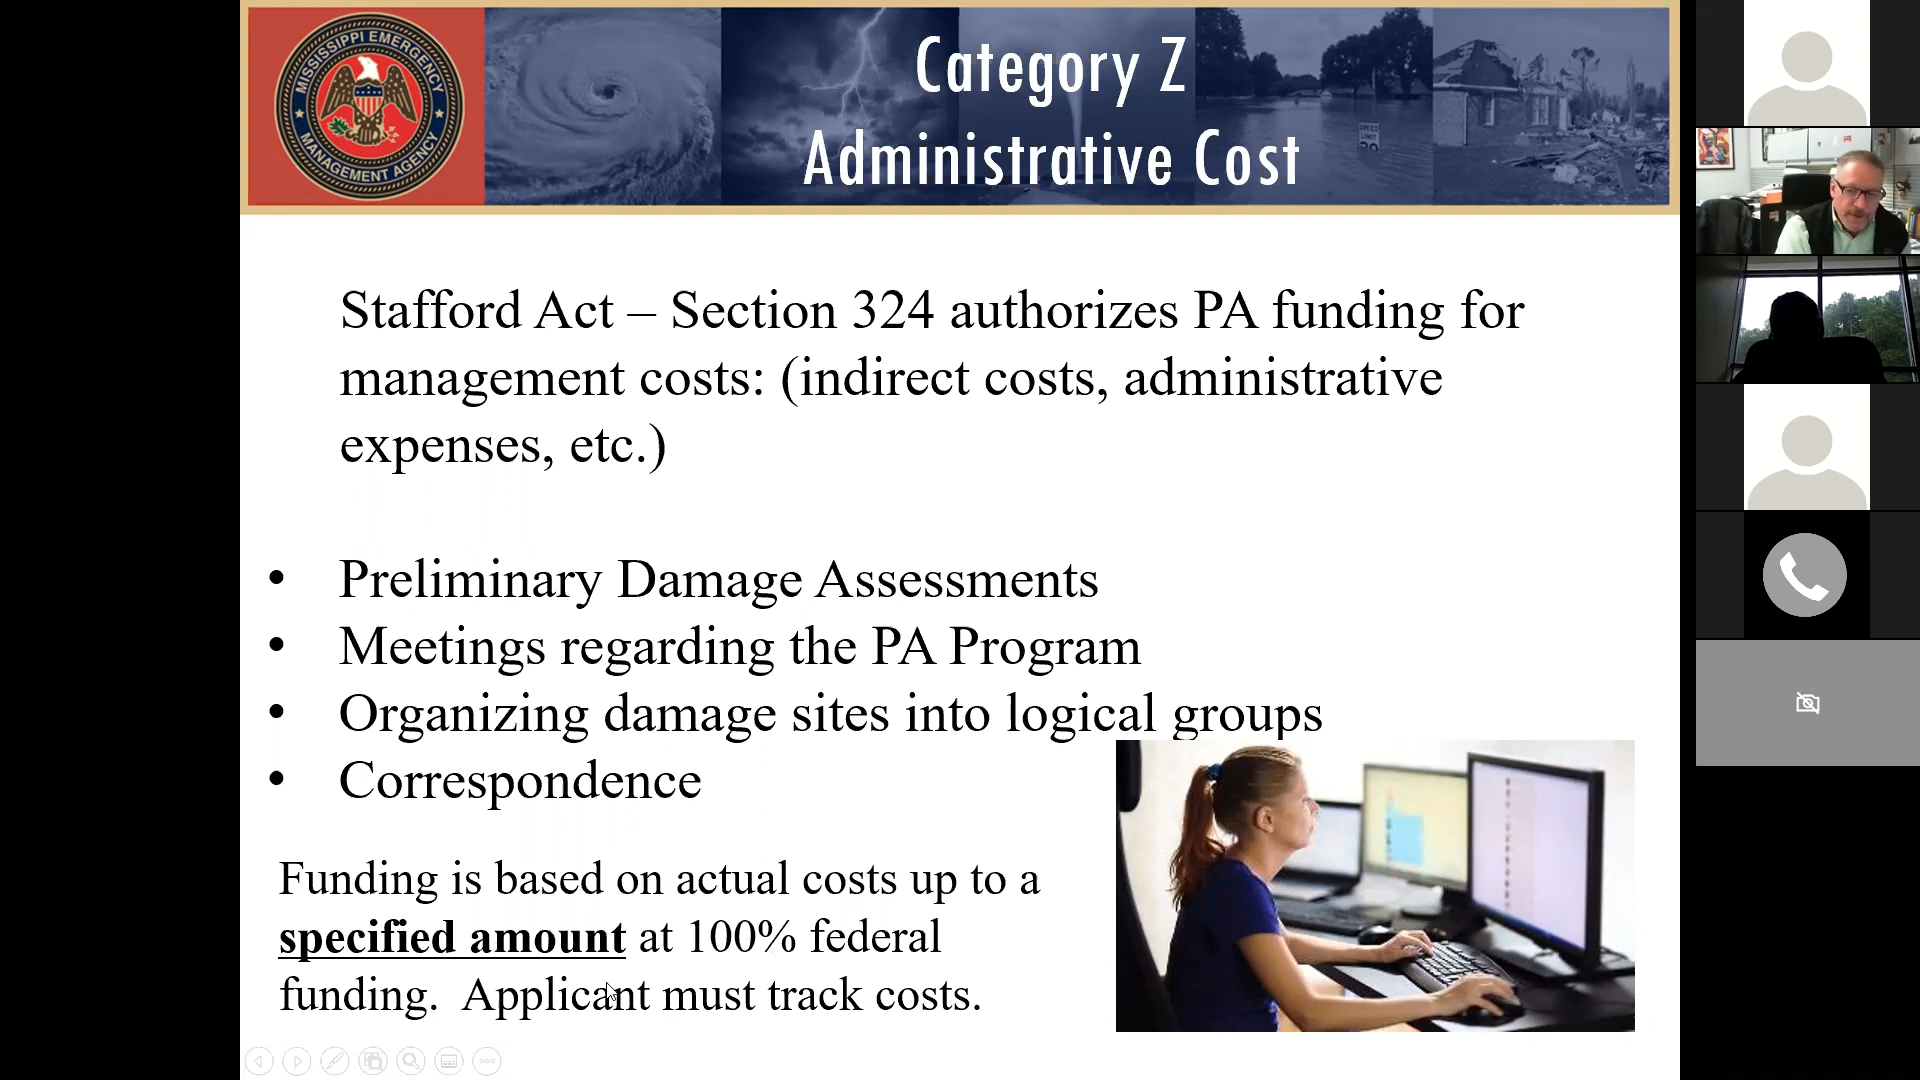 MISSISSIPPI EMERGENCY
MANAGEMENT AGENCY
Category Z
Administrative Cost
SPEED
LIMIT
Stafford Act – Section 324 authorizes PA funding for
management costs: (indirect costs, administrative
expenses, etc.)
• Preliminary Damage Assessments
• Meetings regarding the PA Program
• Organizing damage sites into logical groups
• Correspondence
Funding is based on actual costs up to a
specified amount at 100% federal
funding.  Applicant must track costs.